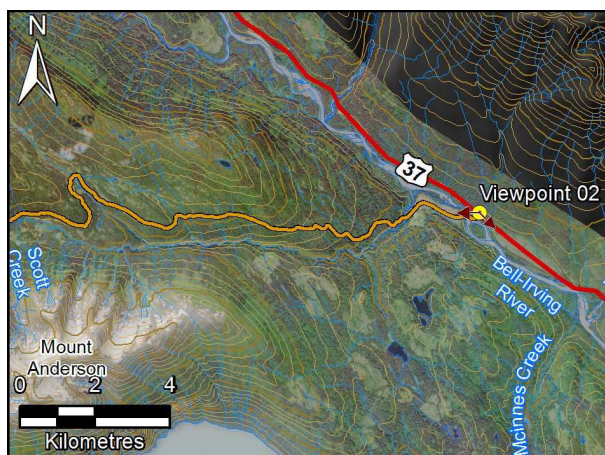 N
37
Viewpoint 02
Bell-Irving
River
McInnes Creek
Scott
Creek
Mount
Anderson
0 2 4
Kilometres